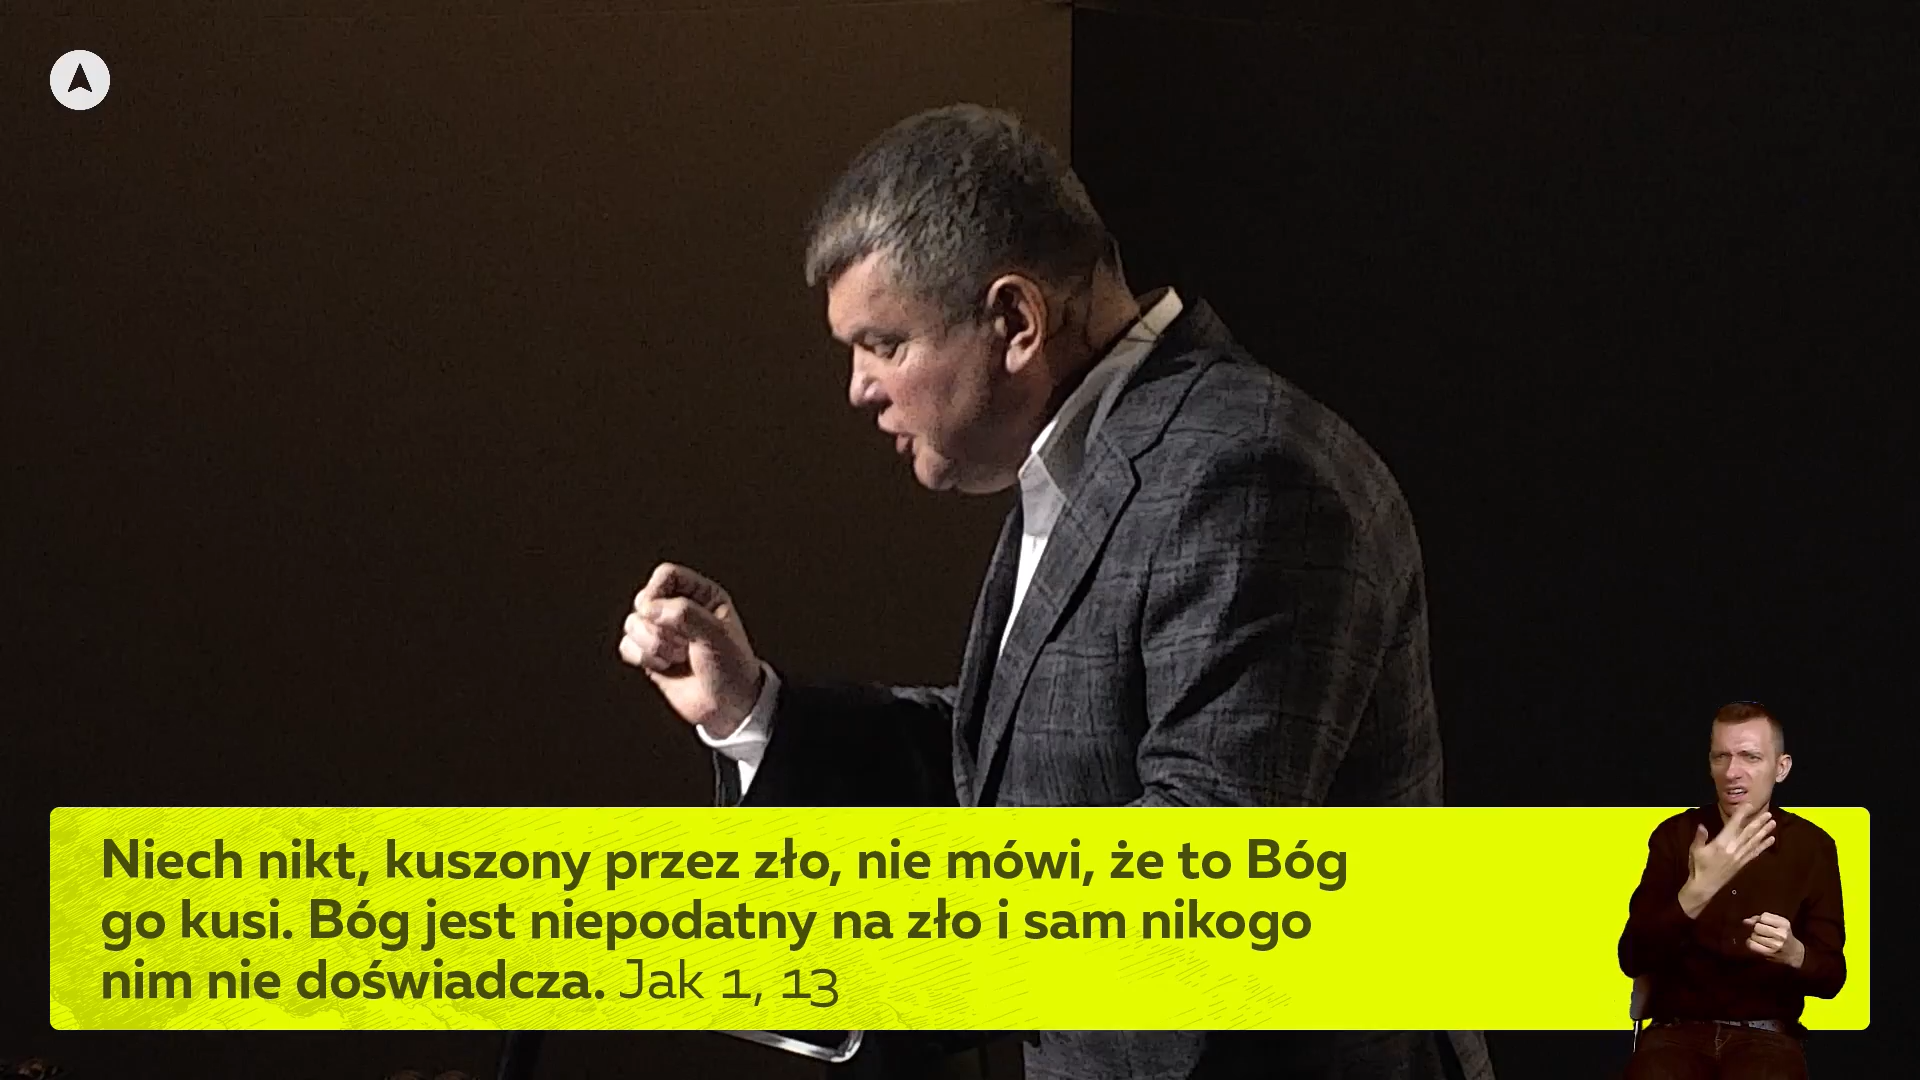 Niech nikt, kuszony przez zło, nie mówi, że to Bóg
go kusi. Bóg jest niepodatny na zło i sam nikogo
nim nie doświadcza. Jak 1, 13